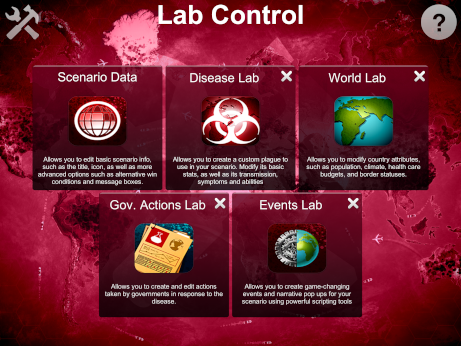 Lab Control
?
Scenario Data
Allows you to edit basic scenario info,
such as the title, icon, as well as more
advanced options such as alternative win
conditions and message boxes.
Disease Lab
Allows you to create a custom plague to
use in your scenario. Modify its basic
stats, as well as its transmission,
symptoms and abilities
World Lab
Allows you to modify country attributes,
such as population, climate, health care
budgets, and border statuses.
Gov. Actions Lab
Allows you to create and edit actions
taken by governments in response to the
disease.
Events Lab
Allows you to create game-changing
events and narrative pop ups for your
scenario using powerful scripting tools